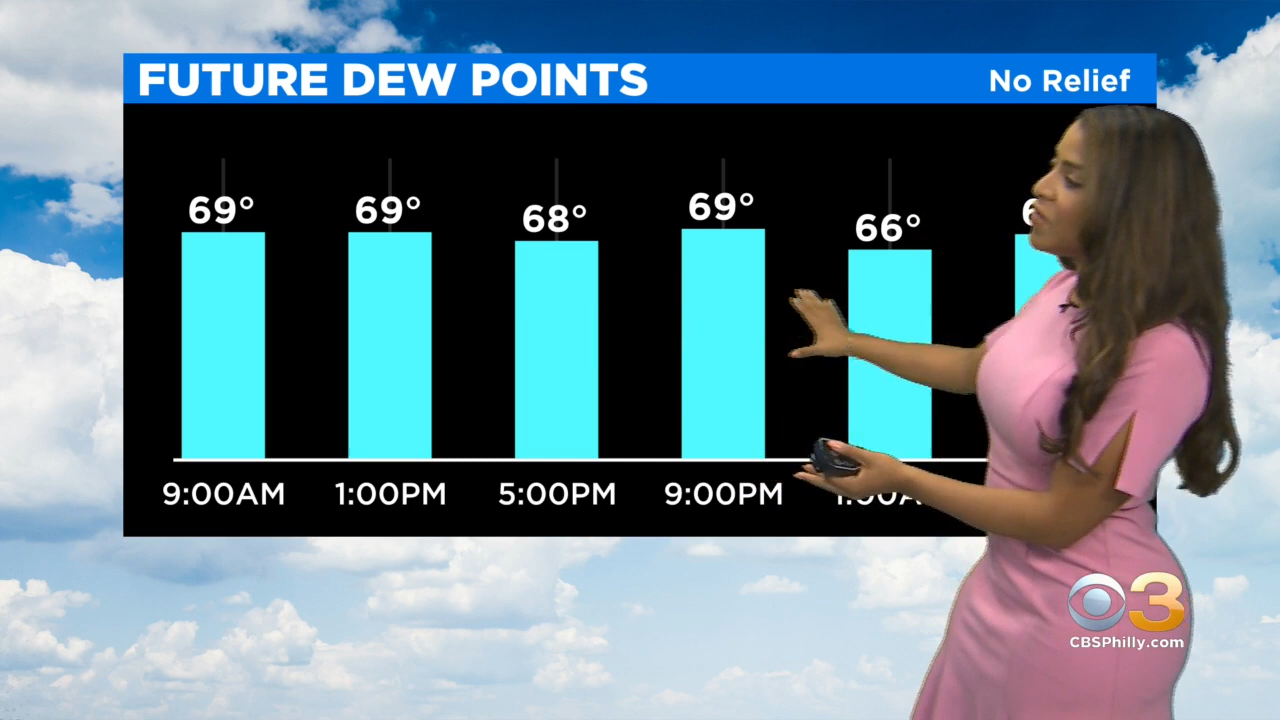 FUTURE DEW POINTS
No Relief
69° 69° 68° 69° 66°
9:00AM 1:00PM 5:00PM 9:00PM
3
CBSPhilly.com